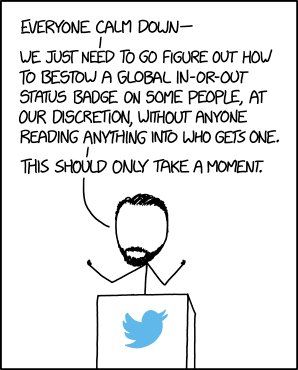 EVERYONE CALM DOWN—
WE JUST NEED TO GO FIGURE OUT HOW
TO BESTOW A GLOBAL IN-OR-OUT
STATUS BADGE ON SOME PEOPLE, AT
OUR DISCRETION, WITHOUT ANYONE
READING ANYTHING INTO WHO GETS ONE.
THIS SHOULD ONLY TAKE A MOMENT.